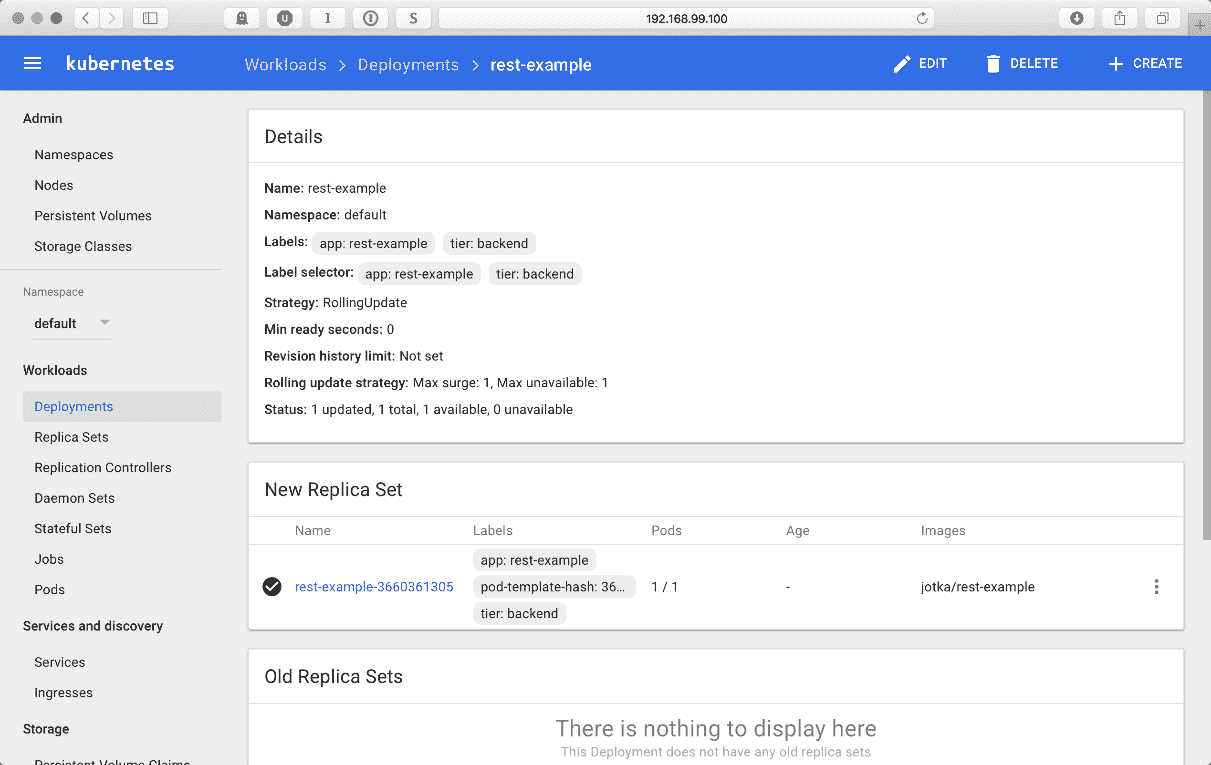 I
S
192.168.99.100
kubernetes
Workloads > Deployments > rest-example
EDIT
DELETE
CREATE
Admin
Namespaces
Nodes
Persistent Volumes
Storage Classes
Namespace
default
Workloads
Deployments
Replica Sets
Replication Controllers
Daemon Sets
Stateful Sets
Jobs
Pods
Services and discovery
Services
Ingresses
Storage
Persistent Volume Claims
Details
Name: rest-example
Namespace: default
Labels: app: rest-example tier: backend
Label selector: app: rest-example tier: backend
Strategy: RollingUpdate
Min ready seconds: 0
Revision history limit: Not set
Rolling update strategy: Max surge: 1, Max unavailable: 1
Status: 1 updated, 1 total, 1 available, 0 unavailable
New Replica Set
Name Labels Pods Age Images
app: rest-example
rest-example-3660361305 pod-template-hash: 36… 1 / 1 - jotka/rest-example
tier: backend
Old Replica Sets
There is nothing to display here
This Deployment does not have any old replica sets